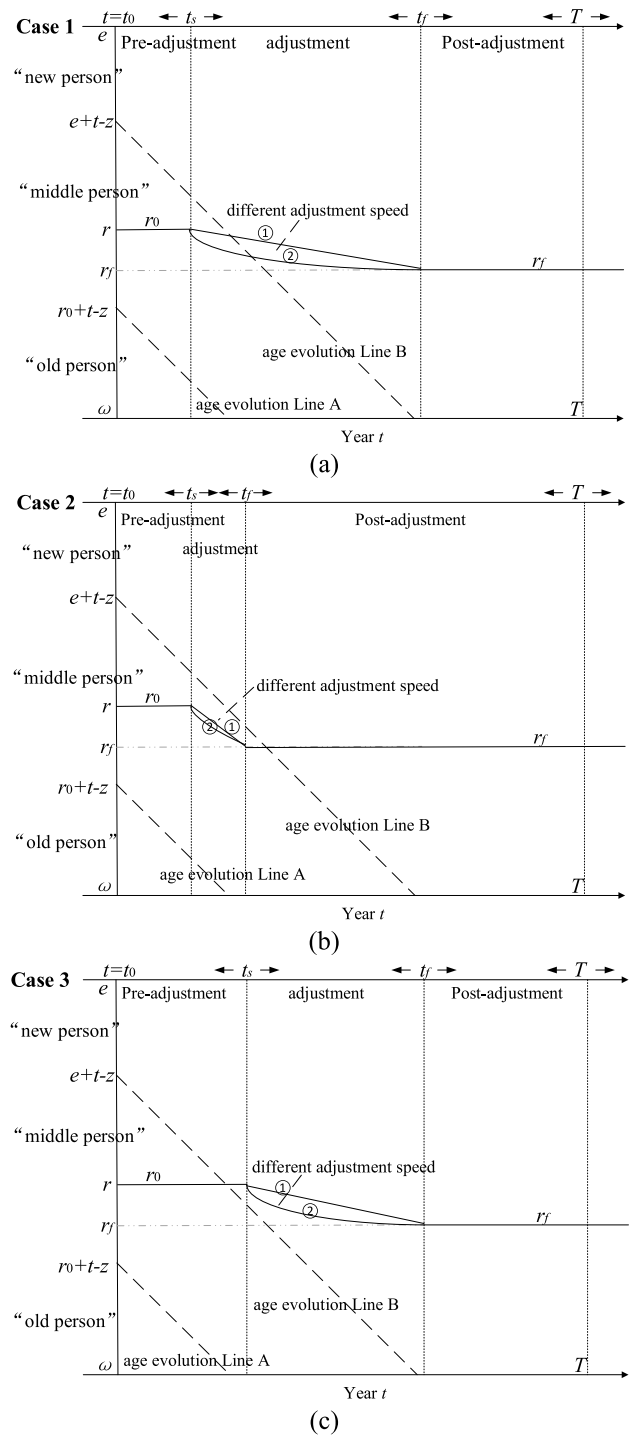 Case 1
t=t0 ts tf T
e Pre-adjustment adjustment Post-adjustment
“new person”
e+t-z
“middle person”
different adjustment speed
r r0 ①
②
rf rf
r0+t-z
age evolution Line B
“old person”
age evolution Line A
ω T
Year t
(a)
Case 2
t=t0 ts tf T
e Pre-adjustment Post-adjustment
adjustment
“new person”
e+t-z
“middle person”
different adjustment speed
r r0
② ①
rf rf
r0+t-z
age evolution Line B
“old person”
age evolution Line A
ω T
Year t
(b)
Case 3
t=t0 ts tf T
e Pre-adjustment adjustment Post-adjustment
“new person”
e+t-z
“middle person”
different adjustment speed
r r0 ①
②
rf rf
r0+t-z
age evolution Line B
“old person”
age evolution Line A
ω T
Year t
(c)